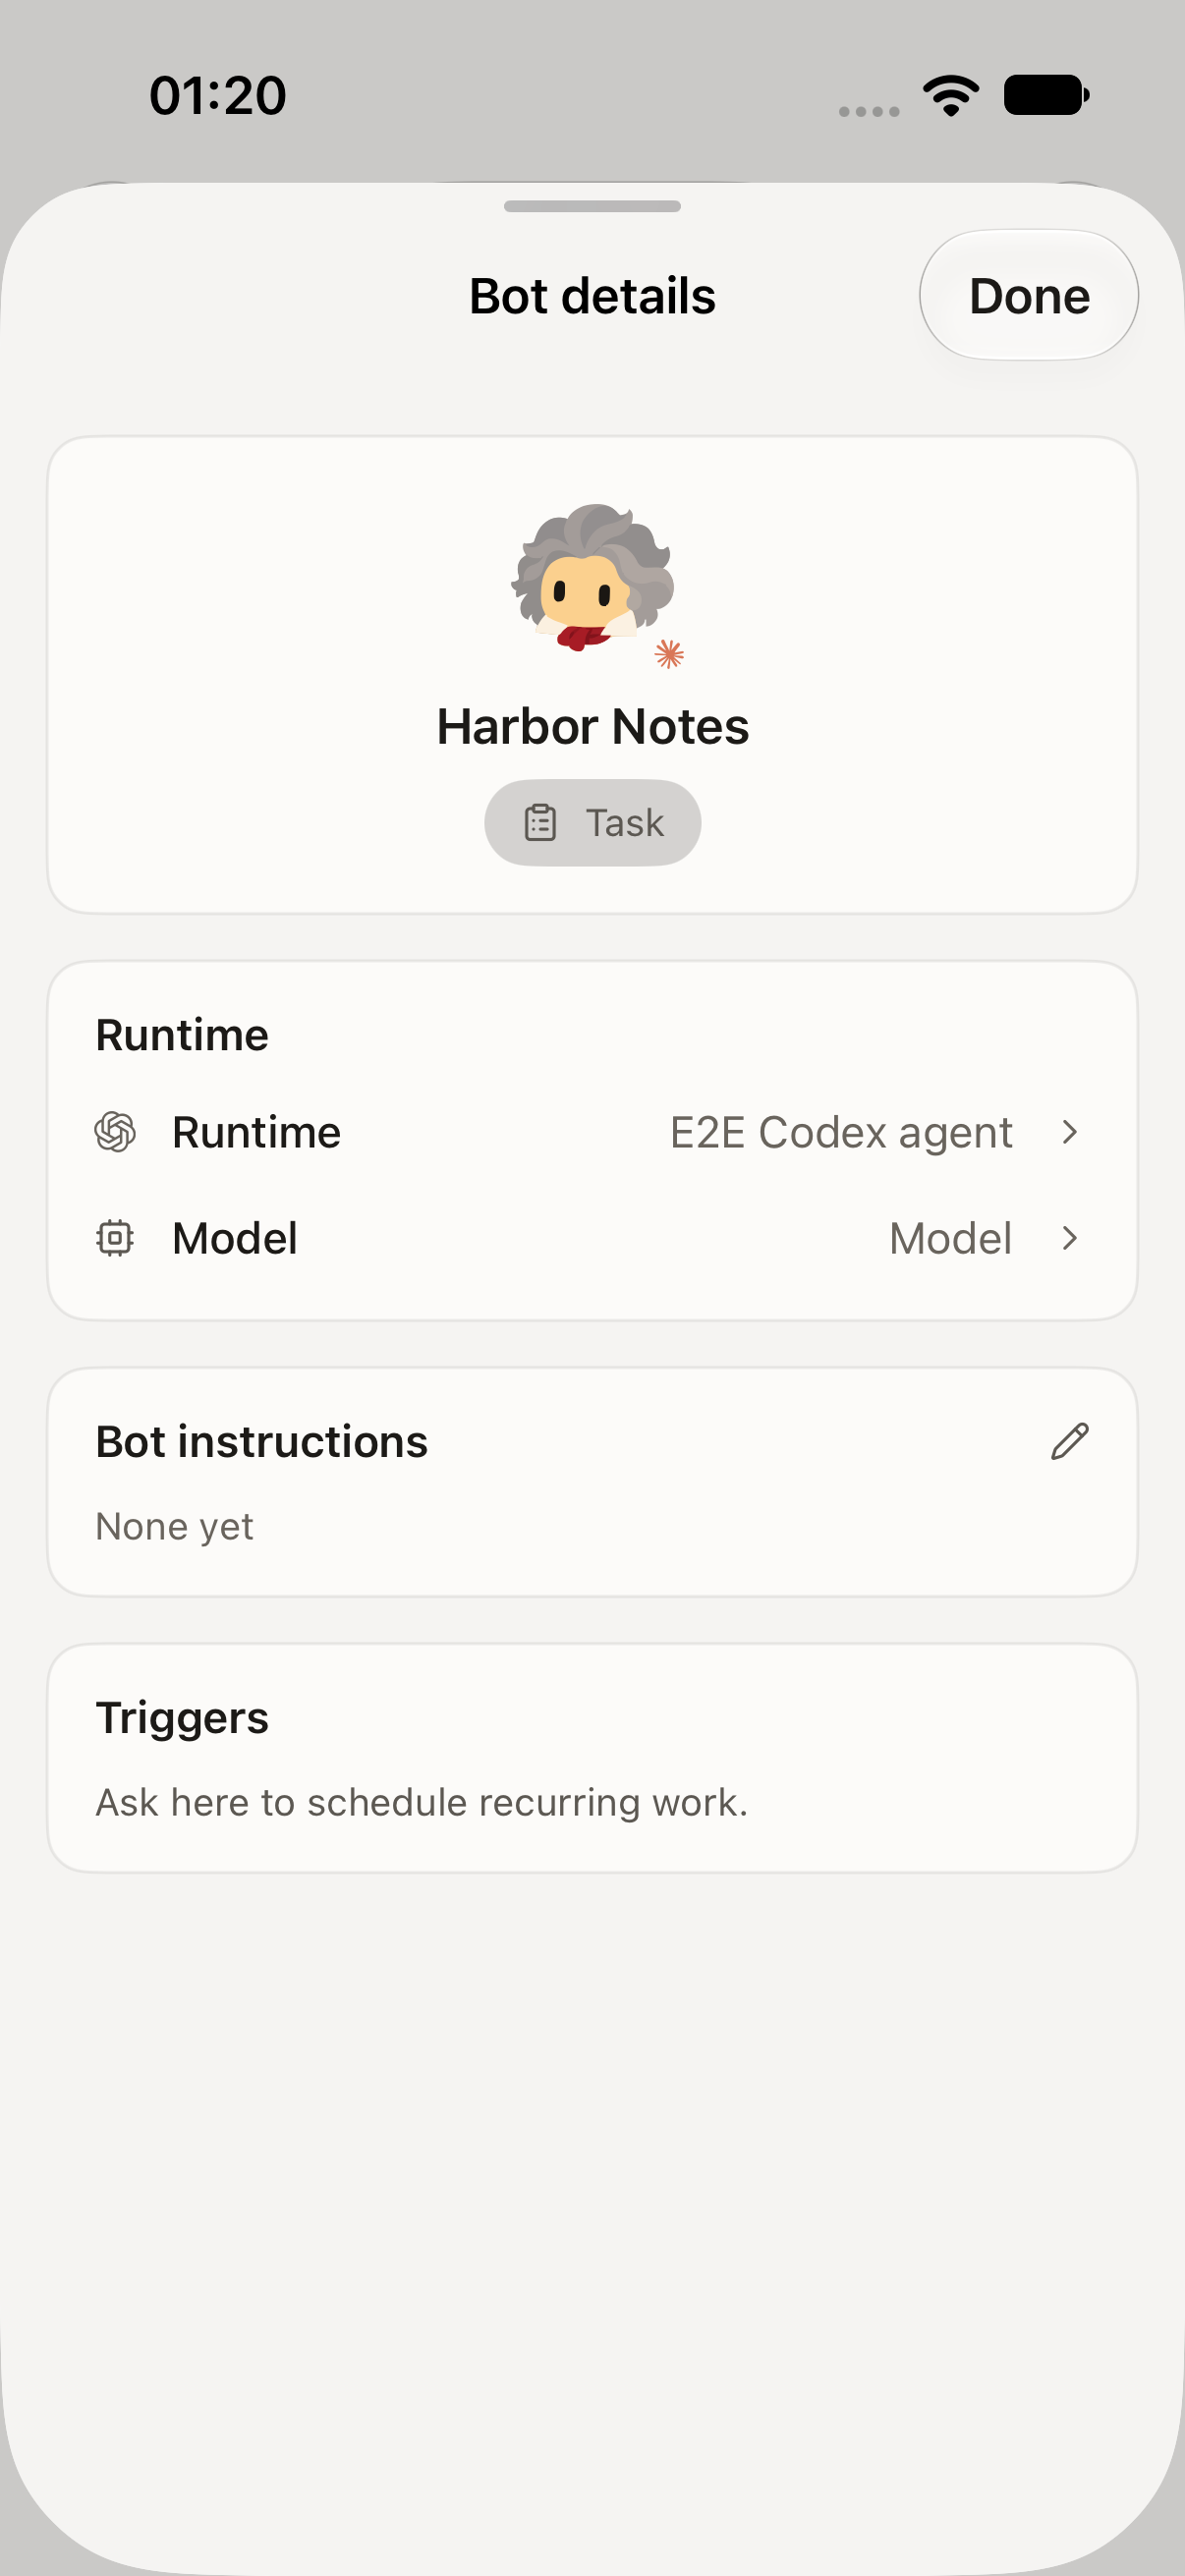 01:20
Bot details
Done
Harbor Notes
Task
Runtime
Runtime
E2E Codex agent
Model
Model
Bot instructions
None yet
Triggers
Ask here to schedule recurring work.